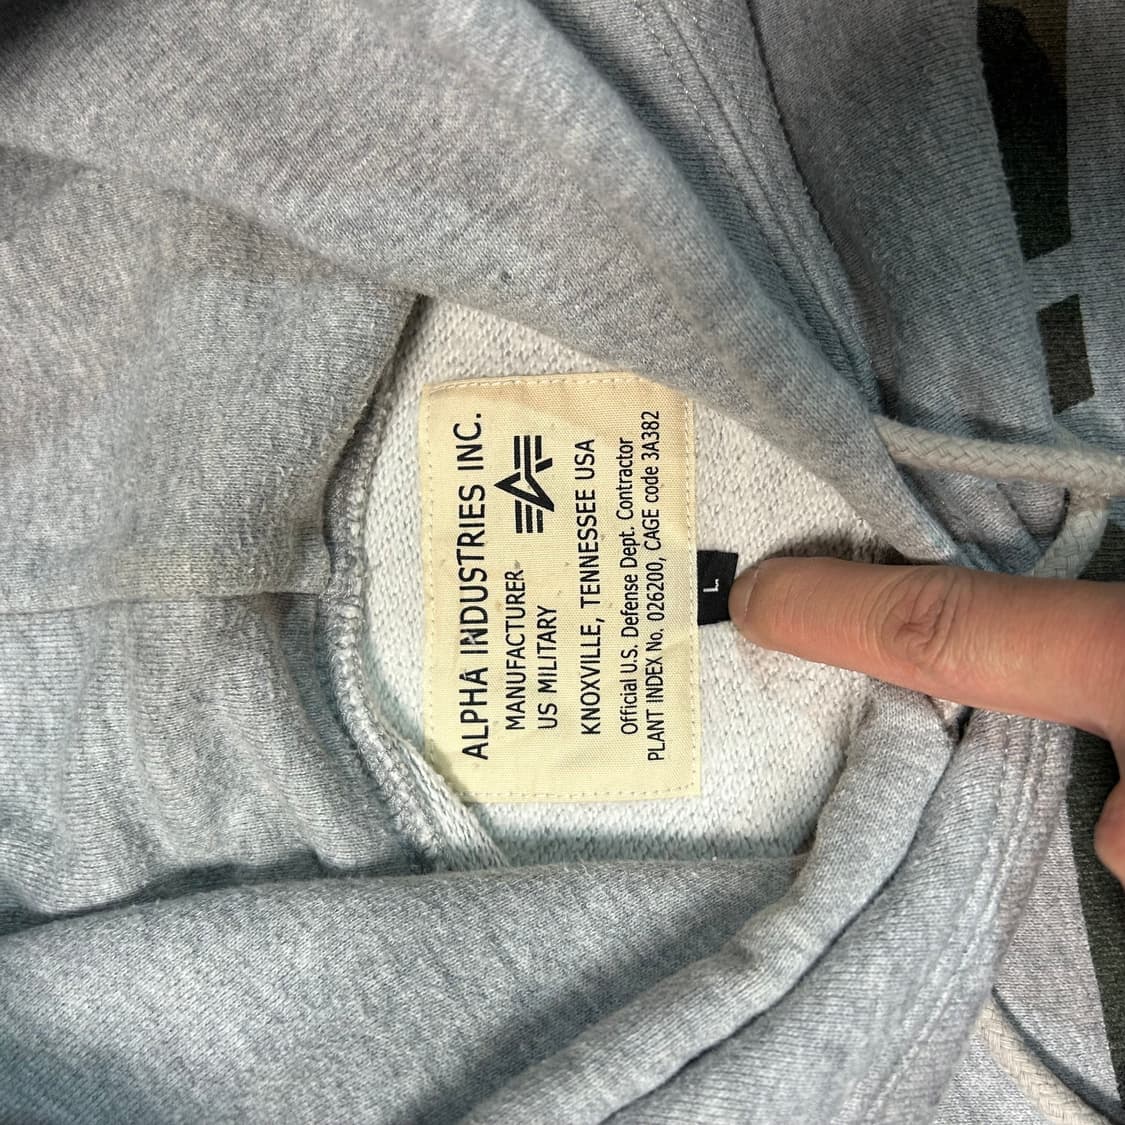 ALPHA INDUSTRIES INC.
MANUFACTURER
US MILITARY
KNOXVILLE, TENNESSEE USA
Official U.S. Defense Dept. Contractor
PLANT INDEX No. 026200, CAGE code 3A382
L